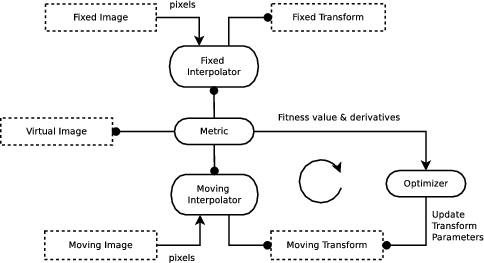 pixels
Fixed Image
Fixed Transform
Fixed
Interpolator
Fitness value & derivatives
Virtual Image
Metric
Moving
Interpolator
Optimizer
Update
Transform
Parameters
Moving Image
Moving Transform
pixels